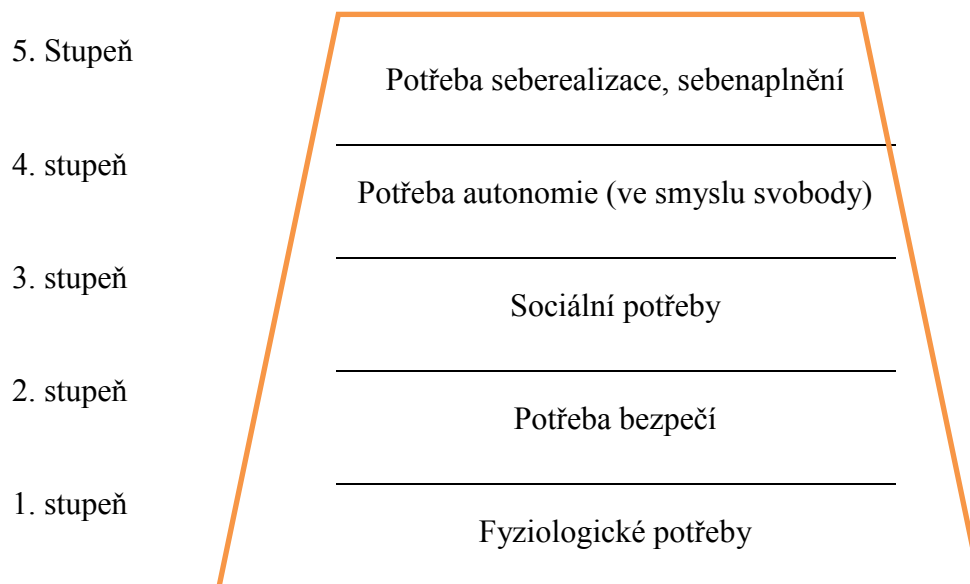 5. Stupeň
Potřeba seberealizace, sebenaplnění
4. stupeň
Potřeba autonomie (ve smyslu svobody)
3. stupeň
Sociální potřeby
2. stupeň
Potřeba bezpečí
1. stupeň
Fyziologické potřeby